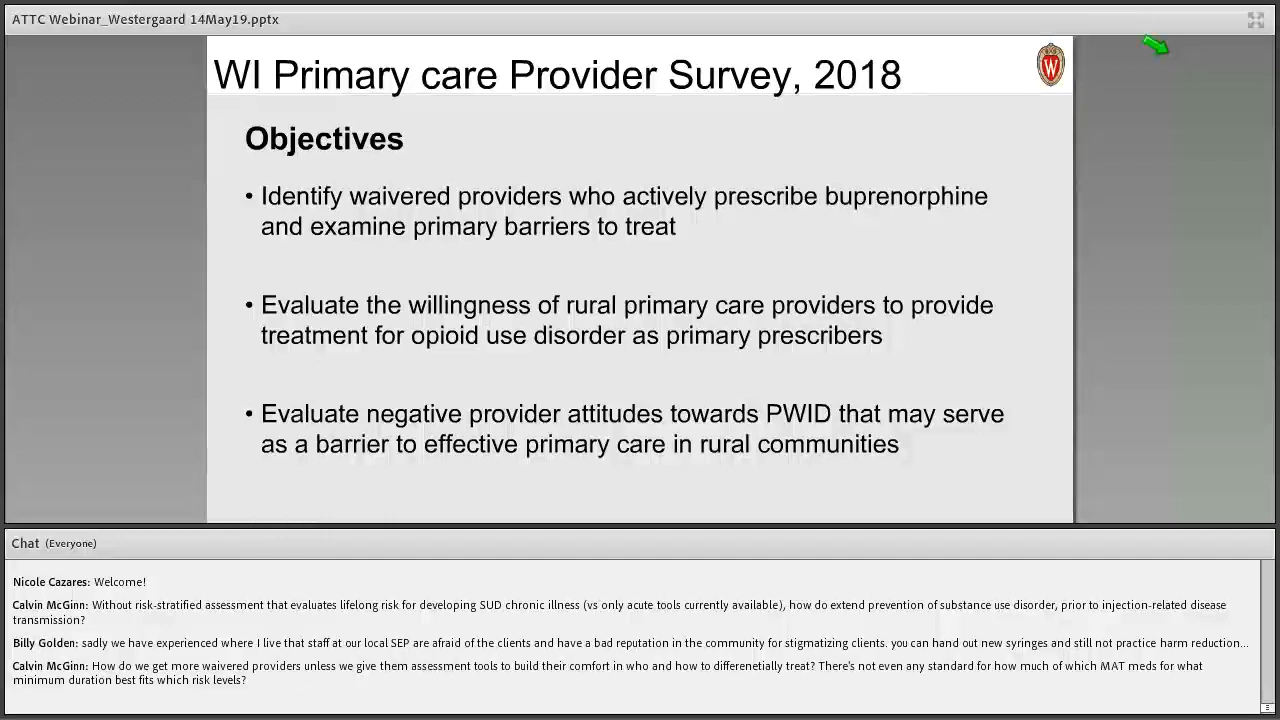 ATTC Webinar_Westergaard 14May19.pptx
WI Primary care Provider Survey, 2018
W
Objectives
• Identify waivered providers who actively prescribe buprenorphine
and examine primary barriers to treat
• Evaluate the willingness of rural primary care providers to provide
treatment for opioid use disorder as primary prescribers
• Evaluate negative provider attitudes towards PWID that may serve
as a barrier to effective primary care in rural communities
Chat (Everyone)
Nicole Cazares: Welcome!
Calvin McGinn: Without risk-stratified assessment that evaluates lifelong risk for developing SUD chronic illness (vs only acute tools currently available), how do extend prevention of substance use disorder, prior to injection-related disease
transmission?
Billy Golden: sadly we have experienced where I live that staff at our local SEP are afraid of the clients and have a bad reputation in the community for stigmatizing clients. you can hand out new syringes and still not practice harm reduction...
Calvin McGinn: How do we get more waivered providers unless we give them assessment tools to build their comfort in who and how to differenetially treat? There's not even any standard for how much of which MAT meds for what
minimum duration best fits which risk levels?